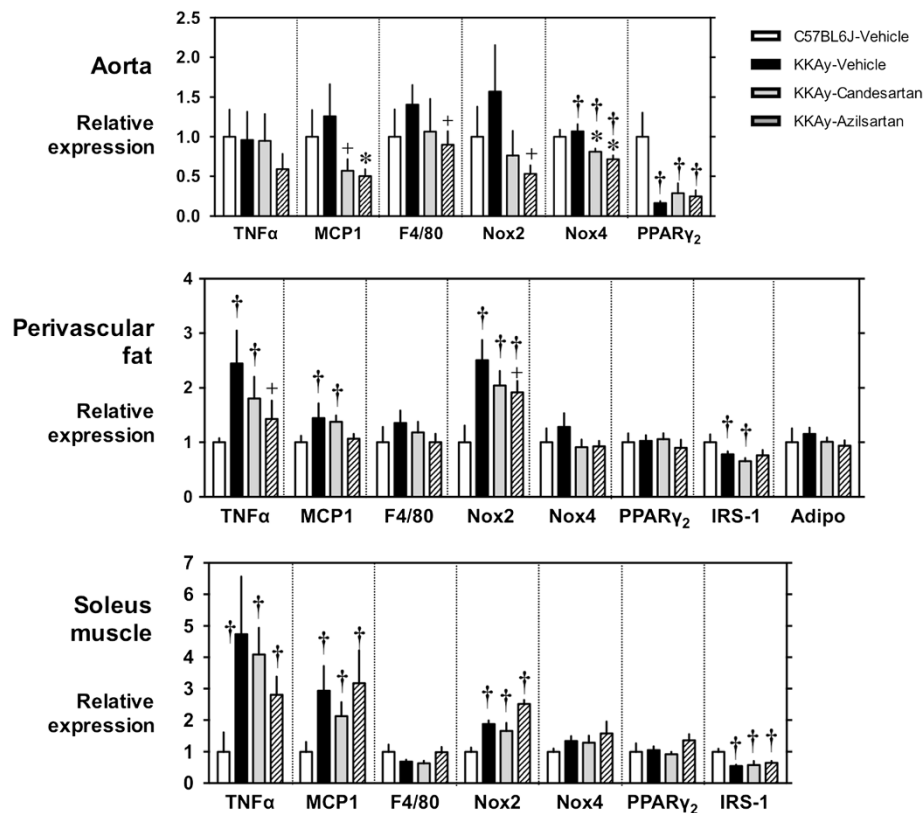 2.5
2.0
1.5
1.0
0.5
0.0
Aorta
Relative
expression
+ * + + † † * † * † † †
TNFα MCP1 F4/80 Nox2 Nox4 PPARγ2
C57BL6J-Vehicle
KKAy-Vehicle
KKAy-Candesartan
KKAy-Azilsartan
4
3
2
1
0
Perivascular
fat
Relative
expression
† † + † † † † † + † †
TNFα MCP1 F4/80 Nox2 Nox4 PPARγ2 IRS-1 Adipo
7
6
5
4
3
2
1
0
Soleus
muscle
Relative
expression
† † † † † † † † † † † †
TNFα MCP1 F4/80 Nox2 Nox4 PPARγ2 IRS-1